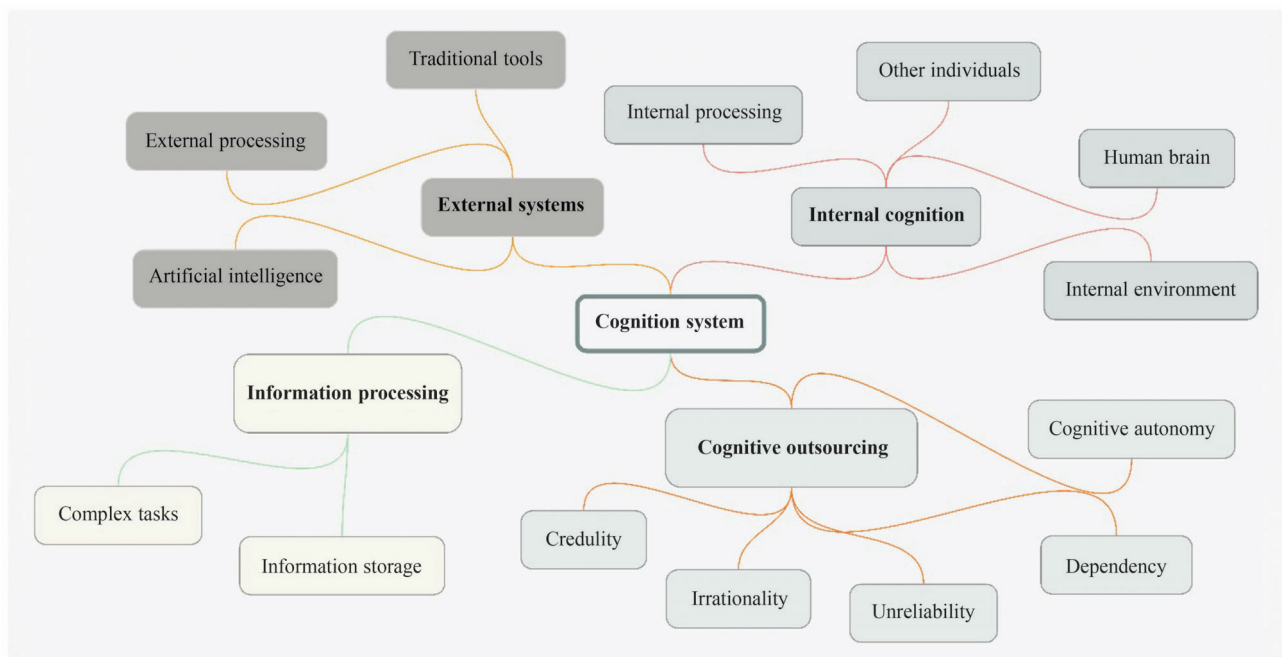 Traditional tools
Other individuals
Internal processing
External processing
Human brain
External systems
Internal cognition
Artificial intelligence
Internal environment
Cognition system
Information processing
Cognitive autonomy
Cognitive outsourcing
Complex tasks
Credulity
Information storage
Dependency
Irrationality
Unreliability